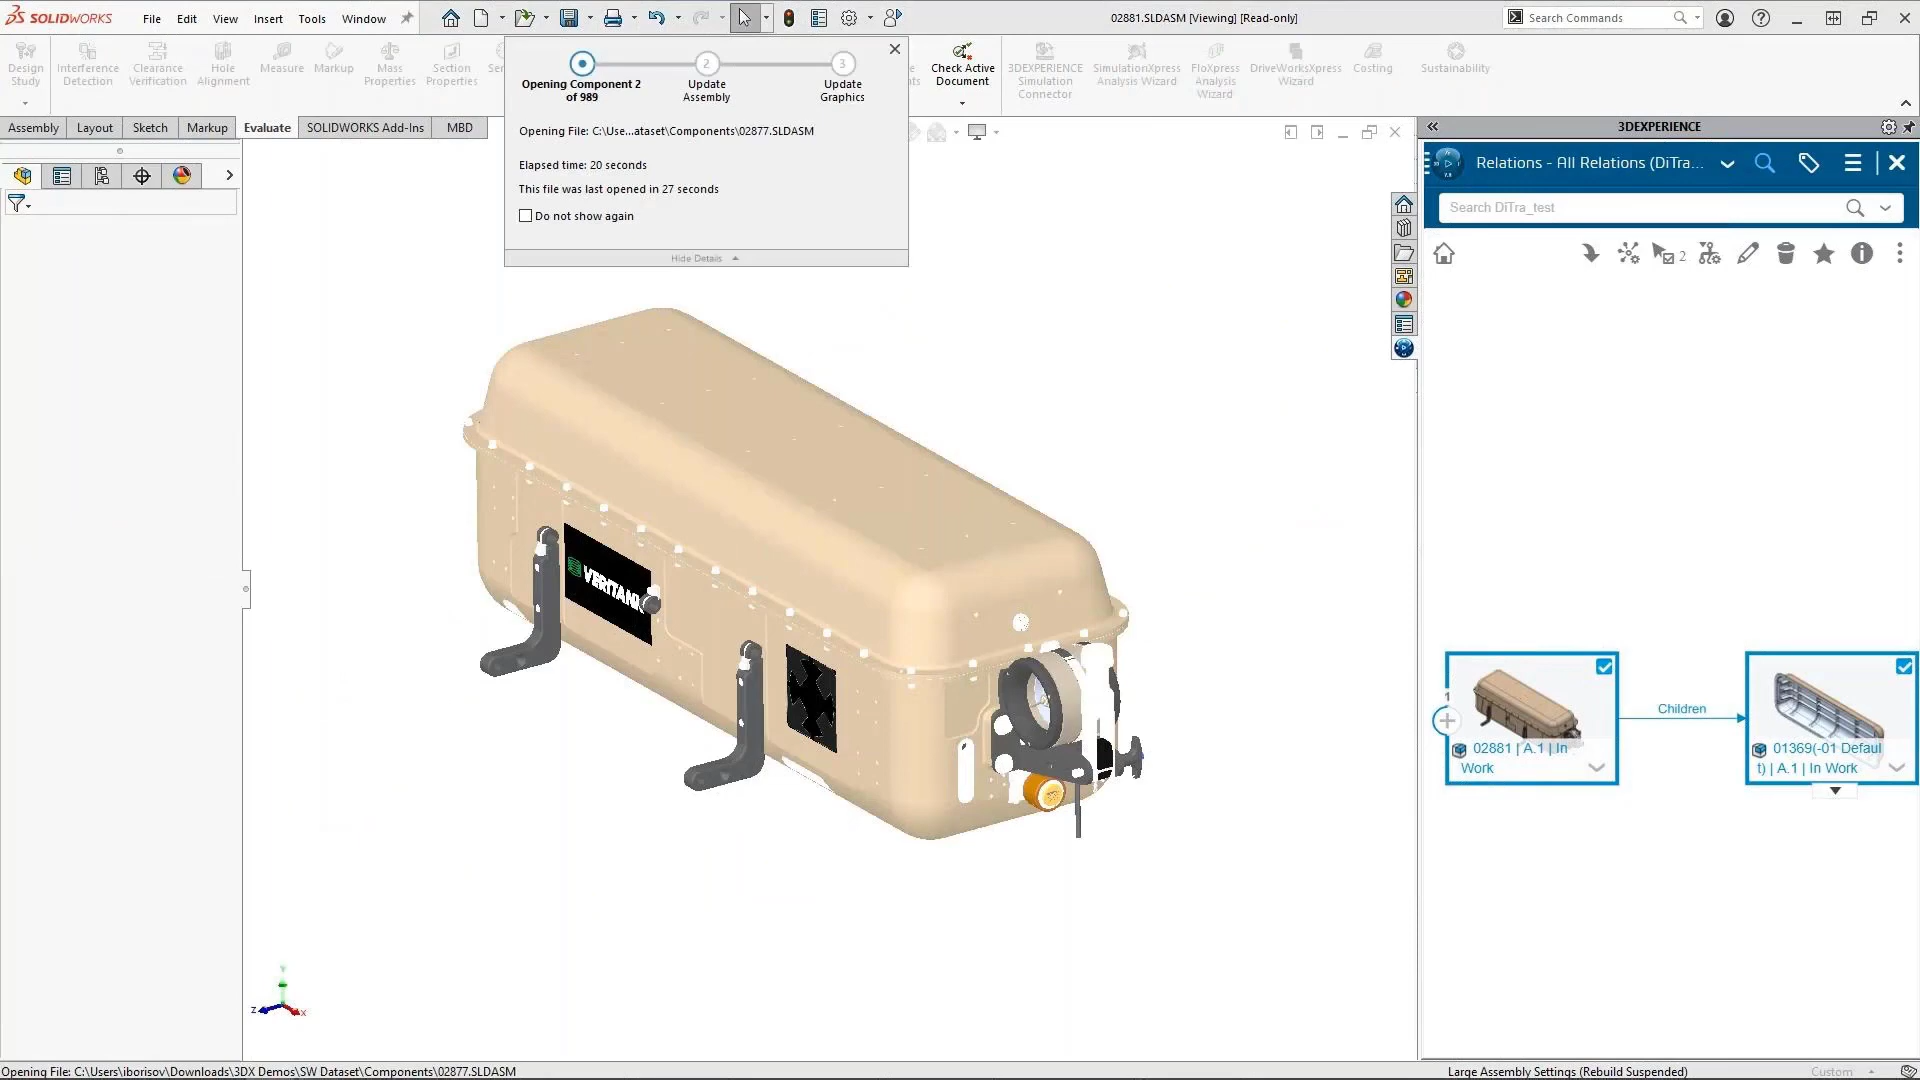 SOLIDWORKS
File Edit View Insert Tools Window
02881.SLDASM [Viewing] [Read-only]
Search Commands
Design Study
Interference Detection
Clearance Verification
Hole Alignment
Measure
Markup
Mass Properties
Section Properties
Check Active Document
3DEXPERIENCE Simulation Connector
SimulationXpress Analysis Wizard
FloXpress Analysis Wizard
DriveWorksXpress Wizard
Costing
Sustainability
Opening Component 2 of 989
2
Update Assembly
3
Update Graphics
Opening File: C:\Use...ataset\Components\02877.SLDASM
Elapsed time: 20 seconds
This file was last opened in 27 seconds
Do not show again
Hide Details
Assembly Layout Sketch Markup Evaluate SOLIDWORKS Add-Ins MBD
3DEXPERIENCE
Relations - All Relations (DiTra...
Search DiTra_test
2
1
02881 | A.1 | In
Work
Children
01369(-01 Defaul
t) | A.1 | In Work
Y
Z
X
Opening File: C:\Users\iborisov\Downloads\3DX Demos\SW Dataset\Components\02877.SLDASM
Large Assembly Settings (Rebuild Suspended)
Custom